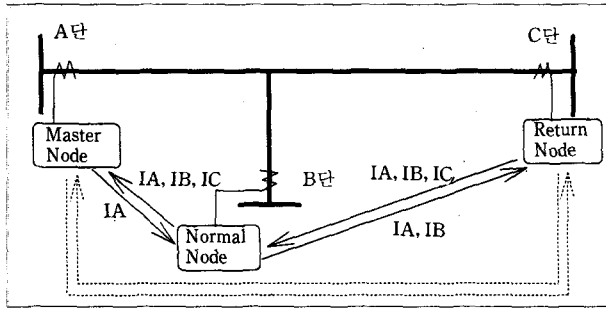 A단
C단
Master
Node
Return
Node
IA, IB, IC
B단
IA, IB, IC
IA
Normal
Node
IA, IB